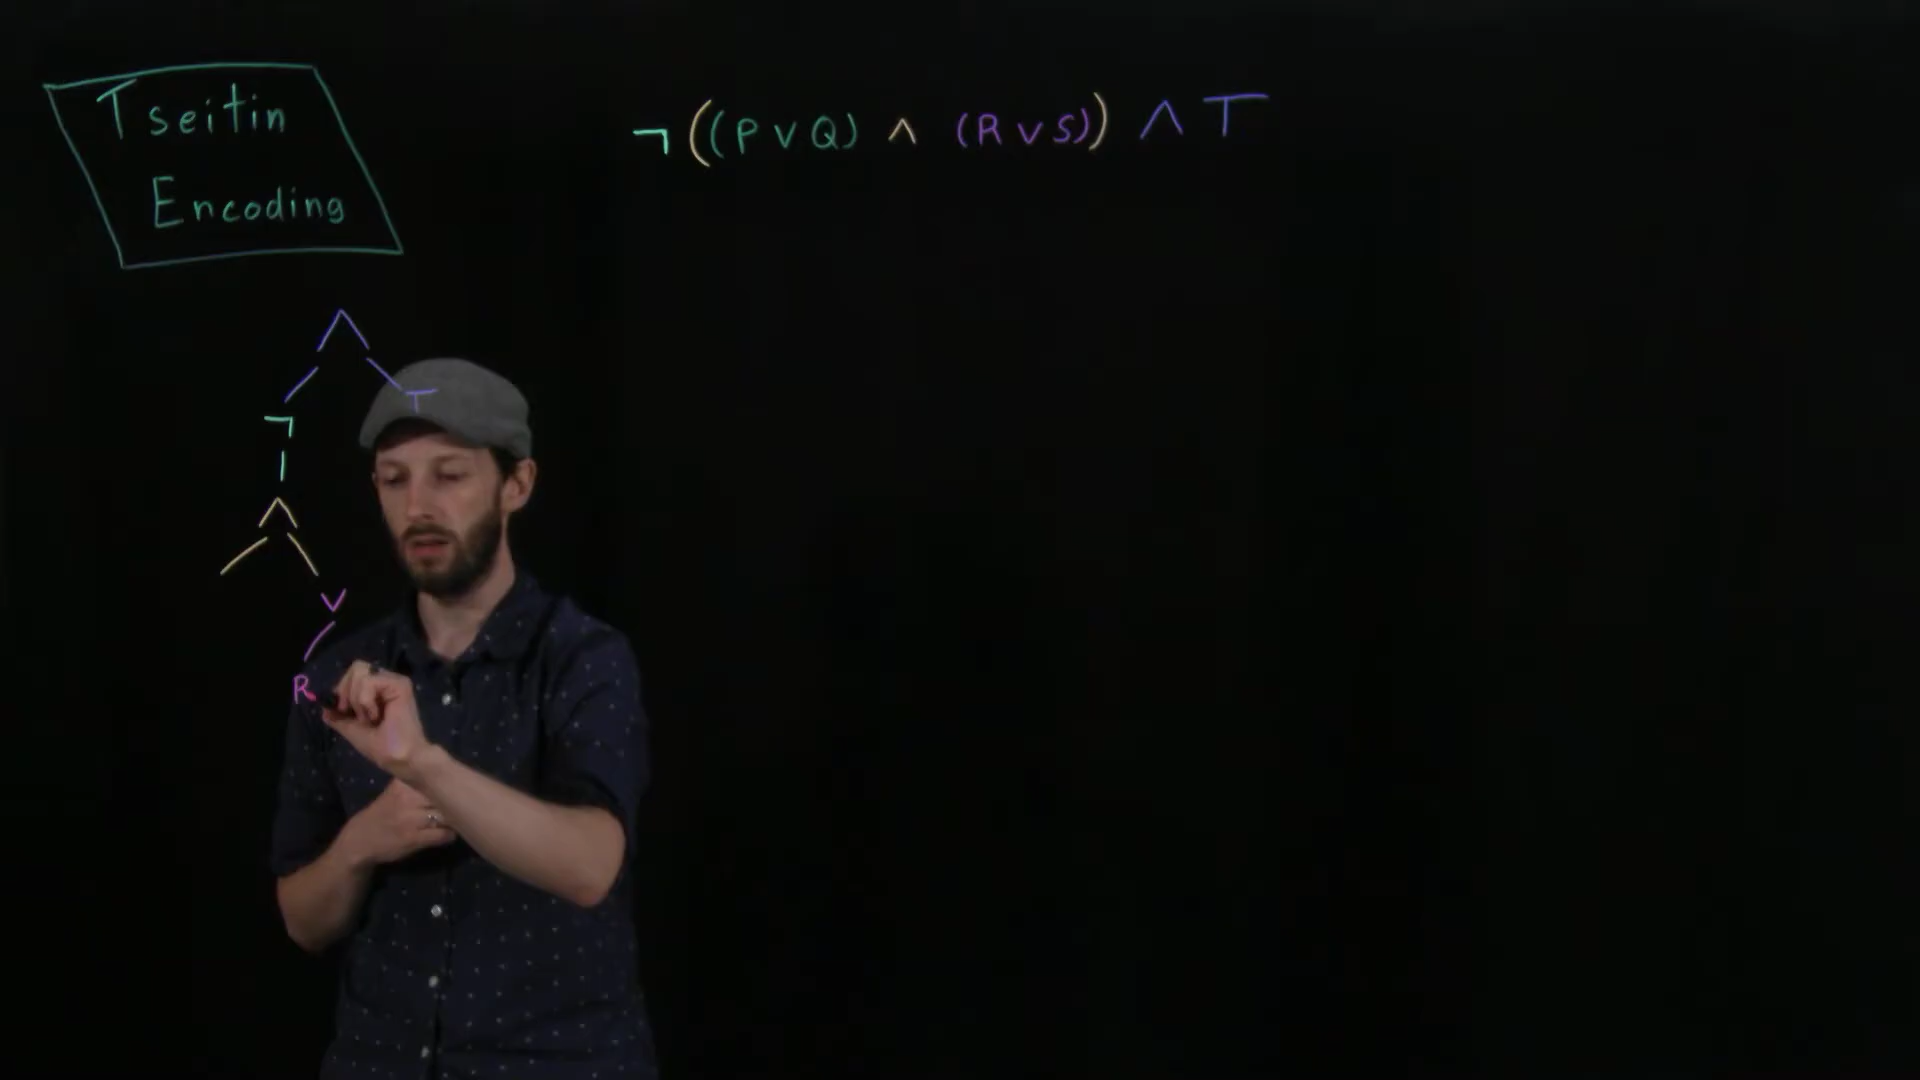 Tseitin
Encoding
¬((P∨Q) ∧ (R∨S)) ∧ T
∧
T
¬
∧
∨
R